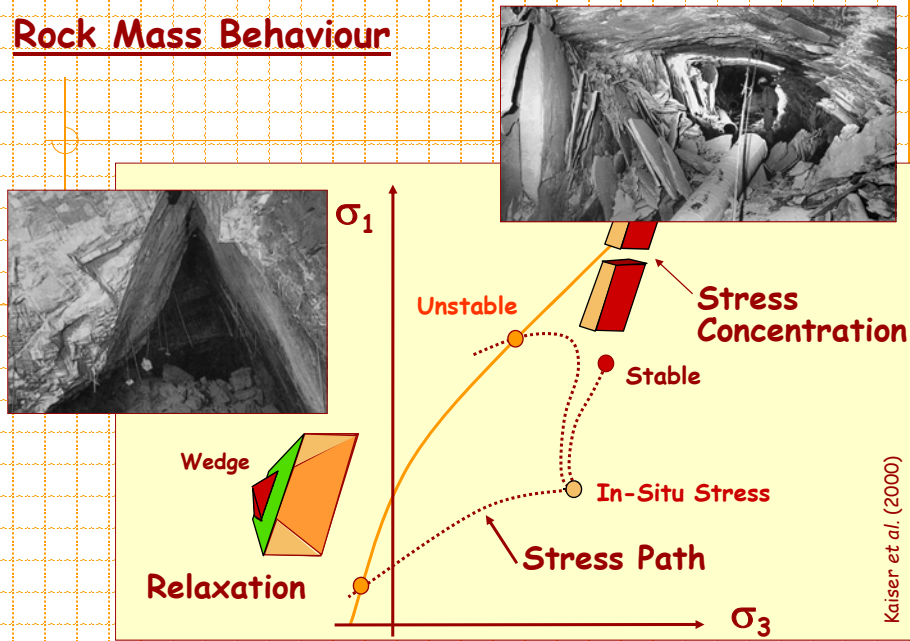 Rock Mass Behaviour
σ1
Unstable
Stress
Concentration
Stable
Wedge
In-Situ Stress
Stress Path
Relaxation
σ3
Kaiser et al. (2000)